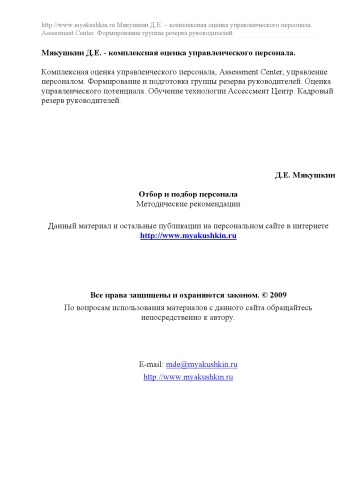 http://www.myakushkin.ru Мякушкин Д.Е. – комплексная оценка управленческого персонала.
Assessment Center. Формирование группы резерва руководителей.
Мякушкин Д.Е. - комплексная оценка управленческого персонала.
Комплексная оценка управленческого персонала, Assessment Center, управление
персоналом. Формирование и подготовка группы резерва руководителей. Оценка
управленческого потенциала. Обучение технологии Ассессмент Центр. Кадровый
резерв руководителей.
Д.Е. Мякушкин
Отбор и подбор персонала
Методические рекомендации
Данный материал и остальные публикации на персональном сайте в интернете
http://www.myakushkin.ru
Все права защищены и охраняются законом. © 2009
По вопросам использования материалов с данного сайта обращайтесь
непосредственно к автору.
E-mail: mde@myakushkin.ru
http://www.myakushkin.ru